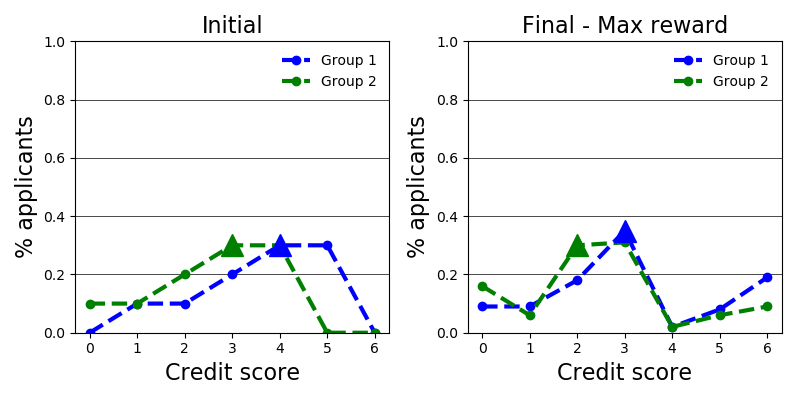 Initial
% applicants
1.0
0.8
0.6
0.4
0.2
0.0
0 1 2 3 4 5 6
Credit score
Group 1
Group 2
Final - Max reward
% applicants
1.0
0.8
0.6
0.4
0.2
0.0
0 1 2 3 4 5 6
Credit score
Group 1
Group 2